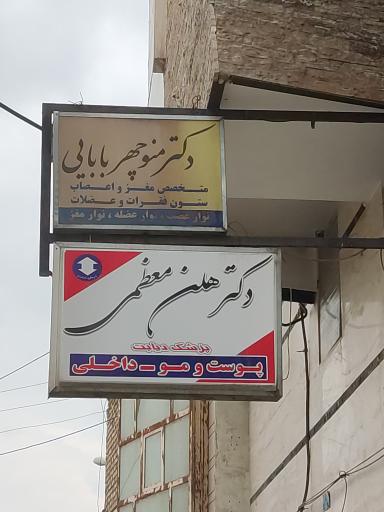 دکتر منوچهر بابایی
متخصص مغز و اعصاب
ستون فقرات و عضلات
نوار عصب ، نوار عضله ، نوار مغز
دکتر هلن معظمی
پزشک دیابت
پوست و مو - داخلی